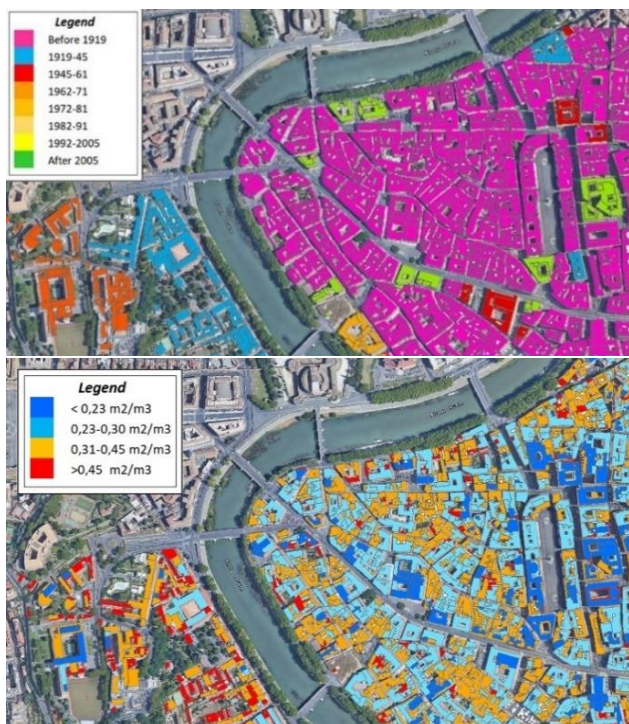 Legend
Before 1919
1919-45
1945-61
1962-71
1972-81
1982-91
1992-2005
After 2005
Legend
< 0,23 m2/m3
0,23-0,30 m2/m3
0,31-0,45 m2/m3
>0,45 m2/m3